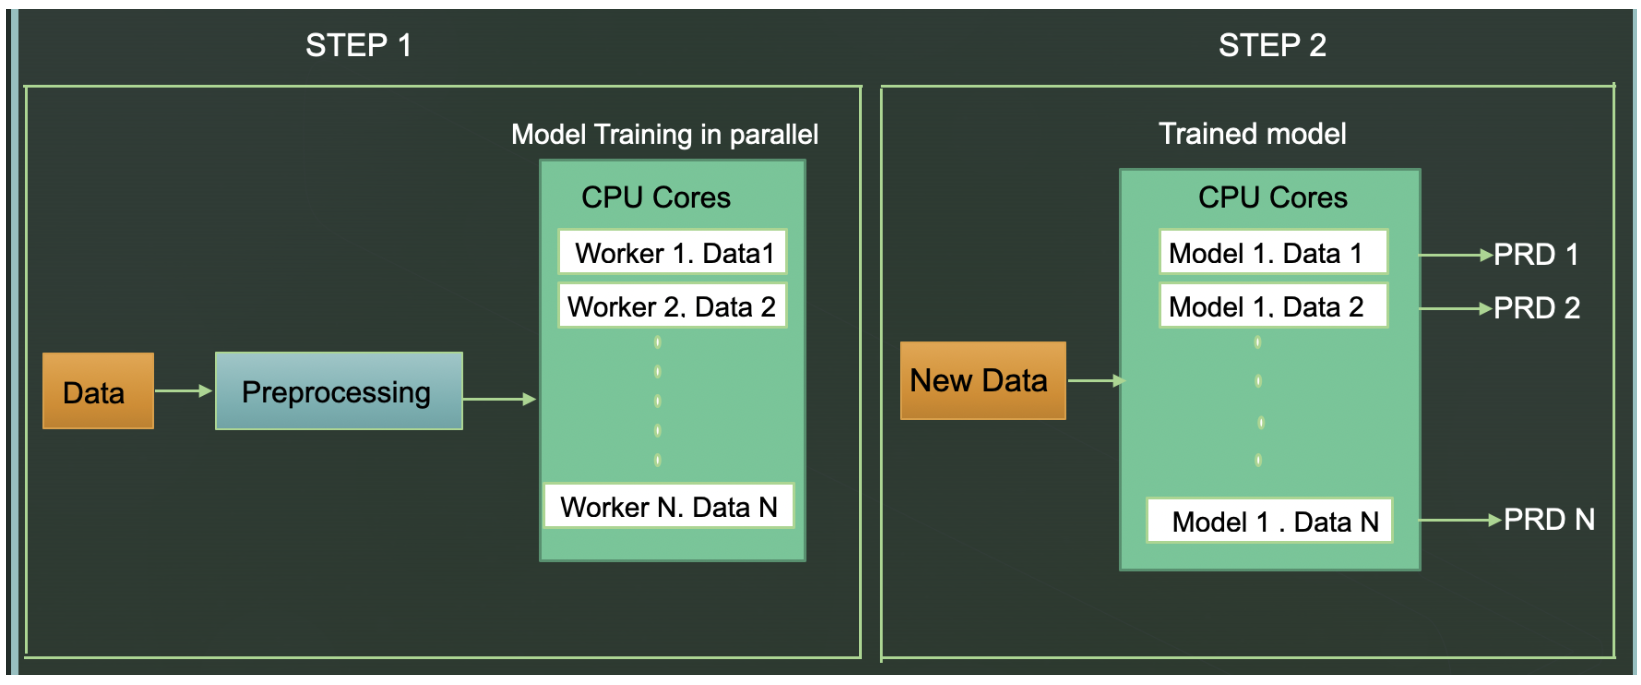 STEP 1
Model Training in parallel
CPU Cores
Worker 1. Data1
Worker 2. Data 2
Data
Preprocessing
Worker N. Data N
STEP 2
Trained model
CPU Cores
Model 1. Data 1
PRD 1
Model 1. Data 2
PRD 2
New Data
Model 1 . Data N
PRD N